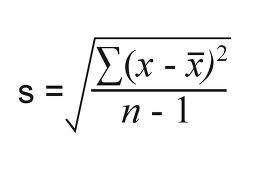 s = √(∑(x - x̅)² / (n - 1))